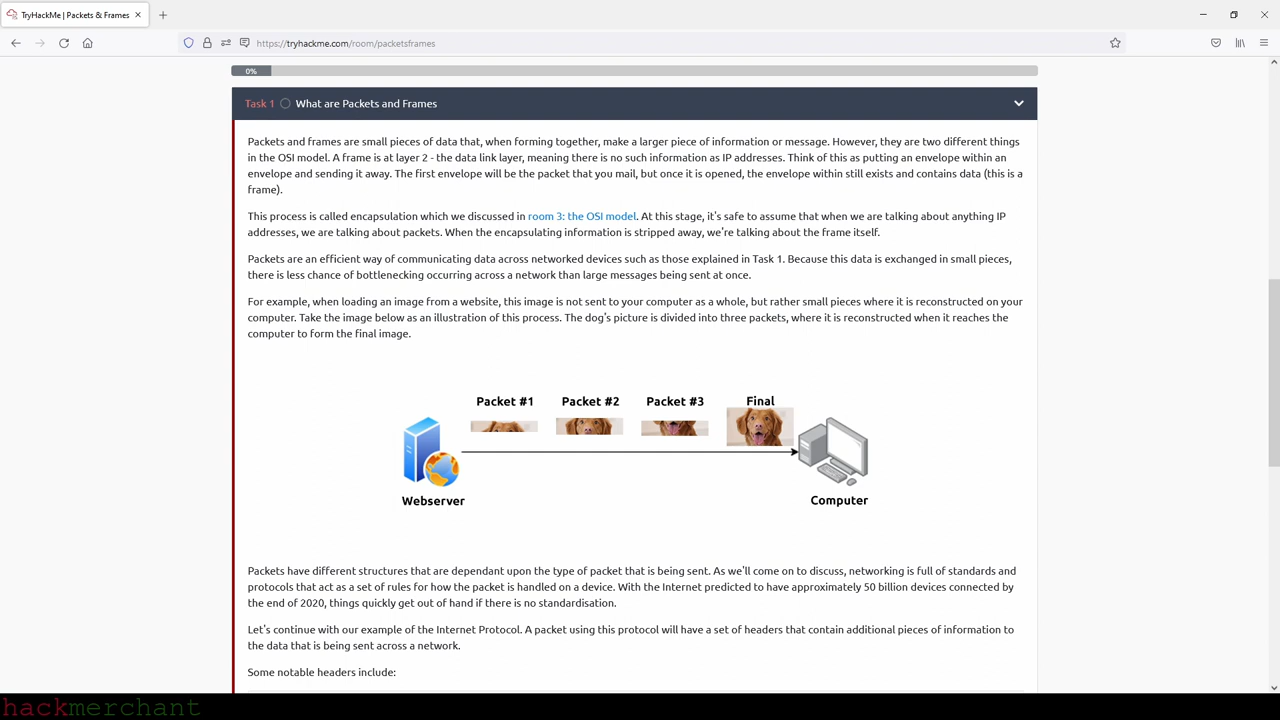 TryHackMe | Packets & Frames
https://tryhackme.com/room/packetsframes
0%
Task 1 What are Packets and Frames
Packets and frames are small pieces of data that, when forming together, make a larger piece of information or message. However, they are two different things
in the OSI model. A frame is at layer 2 - the data link layer, meaning there is no such information as IP addresses. Think of this as putting an envelope within an
envelope and sending it away. The first envelope will be the packet that you mail, but once it is opened, the envelope within still exists and contains data (this is a
frame).
This process is called encapsulation which we discussed in room 3: the OSI model. At this stage, it's safe to assume that when we are talking about anything IP
addresses, we are talking about packets. When the encapsulating information is stripped away, we're talking about the frame itself.
Packets are an efficient way of communicating data across networked devices such as those explained in Task 1. Because this data is exchanged in small pieces,
there is less chance of bottlenecking occurring across a network than large messages being sent at once.
For example, when loading an image from a website, this image is not sent to your computer as a whole, but rather small pieces where it is reconstructed on your
computer. Take the image below as an illustration of this process. The dog's picture is divided into three packets, where it is reconstructed when it reaches the
computer to form the final image.
Packet #1 Packet #2 Packet #3 Final
Webserver Computer
Packets have different structures that are dependant upon the type of packet that is being sent. As we'll come on to discuss, networking is full of standards and
protocols that act as a set of rules for how the packet is handled on a device. With the Internet predicted to have approximately 50 billion devices connected by
the end of 2020, things quickly get out of hand if there is no standardisation.
Let's continue with our example of the Internet Protocol. A packet using this protocol will have a set of headers that contain additional pieces of information to
the data that is being sent across a network.
Some notable headers include:
hackmerchant